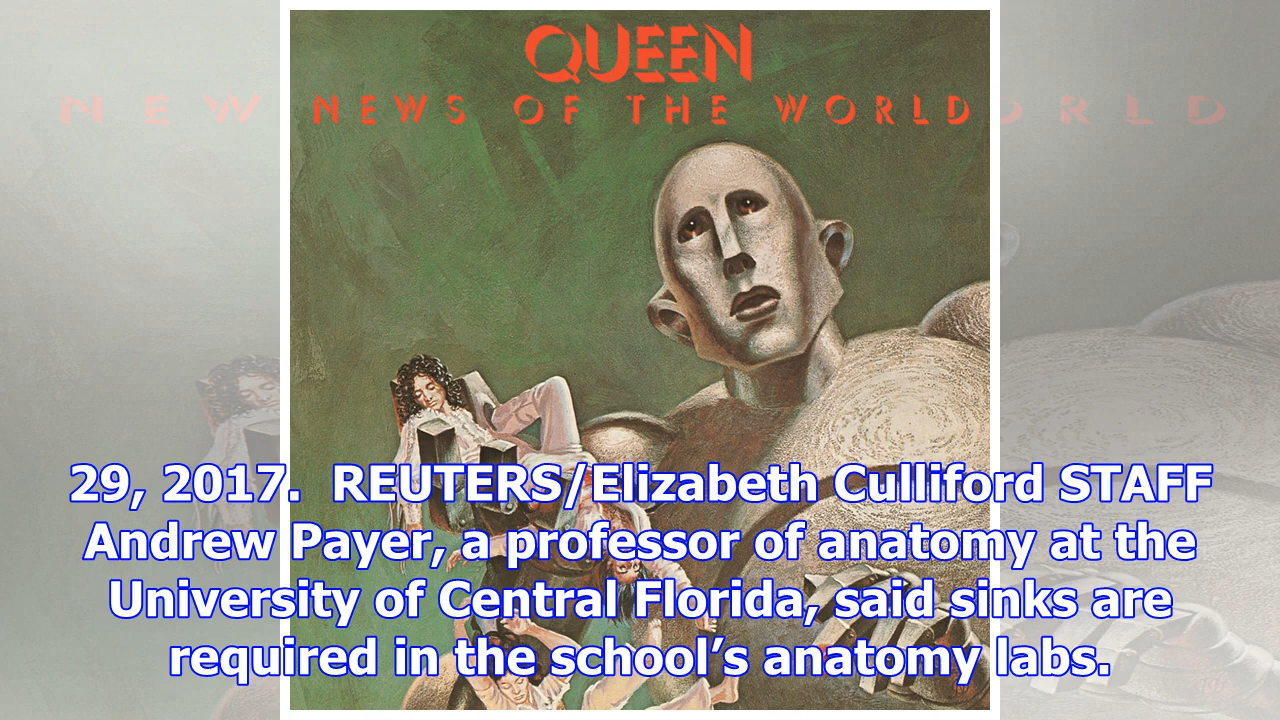 QUEEN
NEWS OF THE WORLD
29, 2017.  REUTERS/Elizabeth Culliford STAFF
Andrew Payer, a professor of anatomy at the
University of Central Florida, said sinks are
required in the school’s anatomy labs.